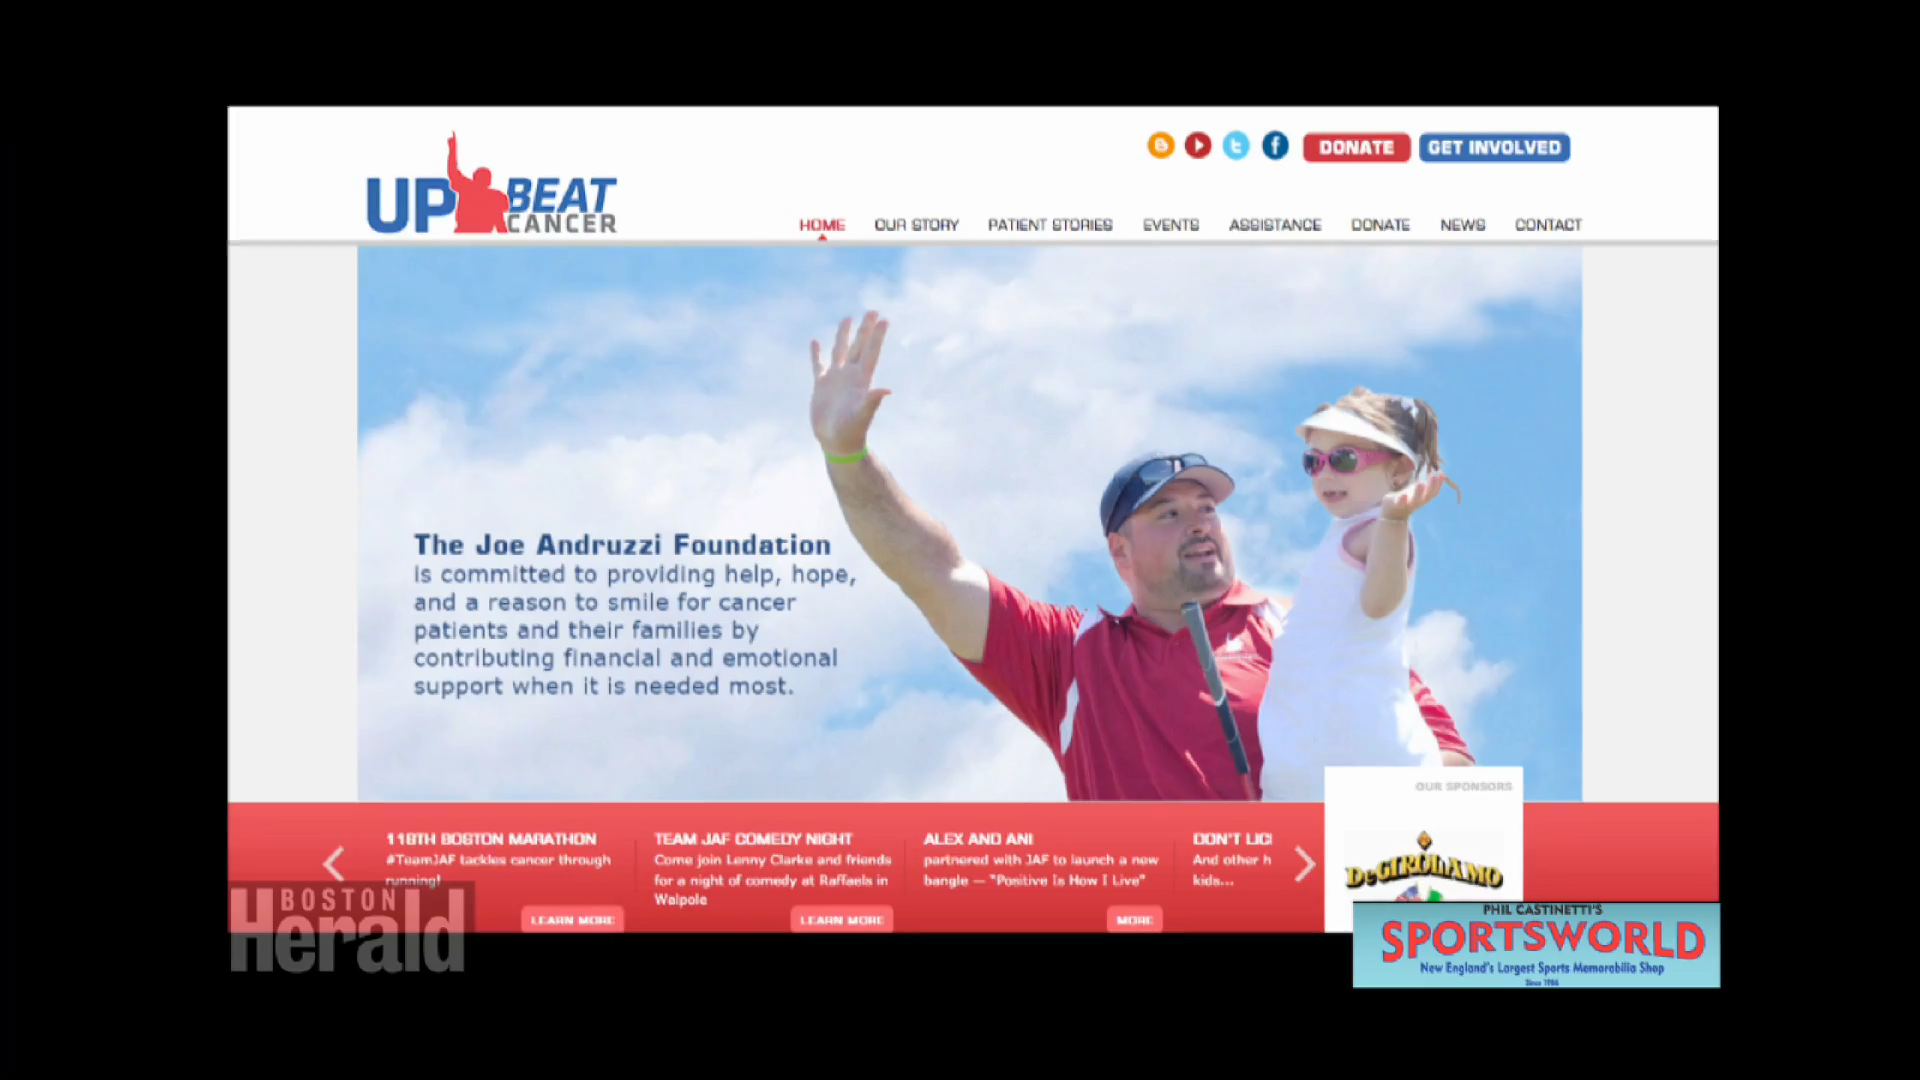 UP BEAT
CANCER
DONATE
GET INVOLVED
HOME
OUR STORY
PATIENT STORIES
EVENTS
ASSISTANCE
DONATE
NEWS
CONTACT
The Joe Andruzzi Foundation
is committed to providing help, hope,
and a reason to smile for cancer
patients and their families by
contributing financial and emotional
support when it is needed most.
OUR SPONSORS
DeGIROLAMO
118TH BOSTON MARATHON
#TeamJAF tackles cancer through
running!
LEARN MORE
TEAM JAF COMEDY NIGHT
Come join Lenny Clarke and friends
for a night of comedy at Raffaels in
Walpole
LEARN MORE
ALEX AND ANI
partnered with JAF to launch a new
bangle — "Positive Is How I Live"
MORE
DON'T LIC
And other h
kids...
BOSTON
Herald
PHIL CASTINETTI'S
SPORTSWORLD
New England's Largest Sports Memorabilia Shop
Since 1986